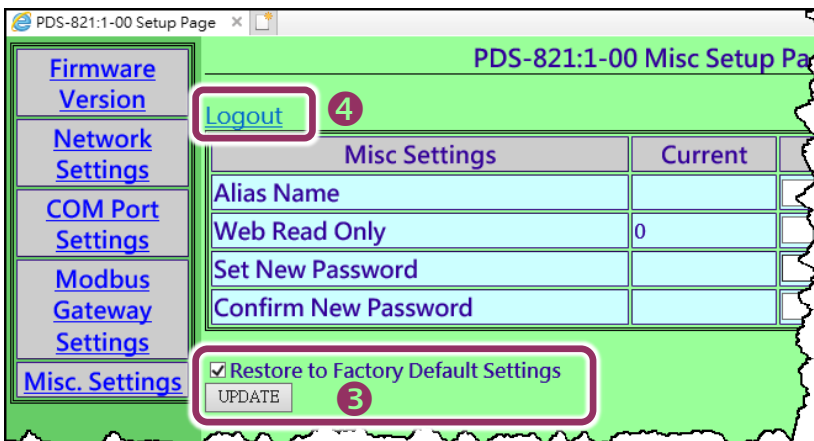 PDS-821:1-00 Setup Page
Firmware
Version
Network
Settings
COM Port
Settings
Modbus
Gateway
Settings
Misc. Settings
PDS-821:1-00 Misc Setup Pa
Logout
4
Misc Settings Current
Alias Name
Web Read Only 0
Set New Password
Confirm New Password
Restore to Factory Default Settings
UPDATE
3